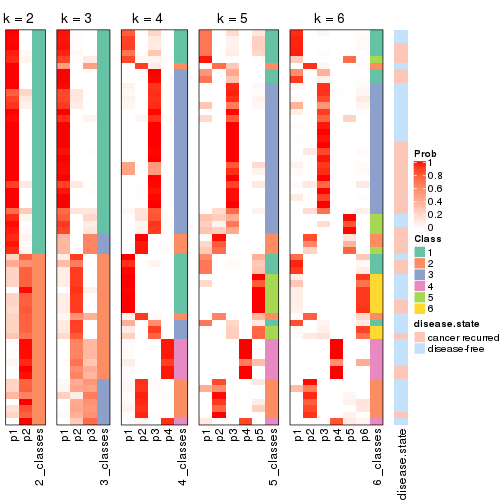 k = 2
k = 3
k = 4
k = 5
k = 6
p1
p2
2_classes
p1
p2
p3
3_classes
p1
p2
p3
p4
4_classes
p1
p2
p3
p4
p5
5_classes
p1
p2
p3
p4
p5
p6
6_classes
disease.state
Prob
1
0.8
0.6
0.4
0.2
0
Class
1
2
3
4
5
6
disease.state
cancer recurred
disease-free